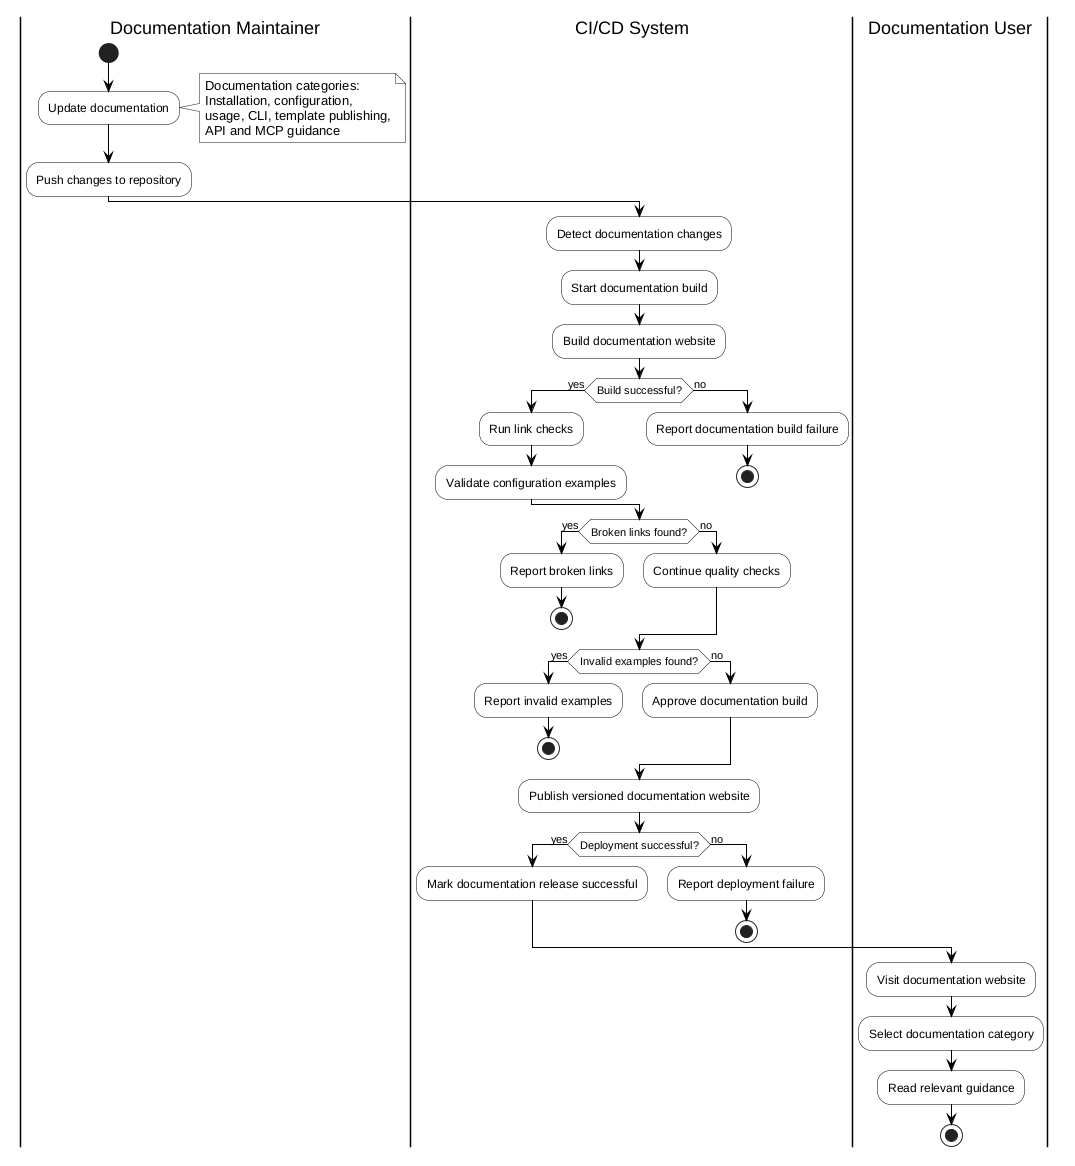 Documentation Maintainer
CI/CD System
Documentation User
Update documentation
Documentation categories:
Installation, configuration,
usage, CLI, template publishing,
API and MCP guidance
Push changes to repository
Detect documentation changes
Start documentation build
Build documentation website
yes
Build successful?
no
Run link checks
Report documentation build failure
Validate configuration examples
yes
Broken links found?
no
Report broken links
Continue quality checks
yes
Invalid examples found?
no
Report invalid examples
Approve documentation build
Publish versioned documentation website
yes
Deployment successful?
no
Mark documentation release successful
Report deployment failure
Visit documentation website
Select documentation category
Read relevant guidance